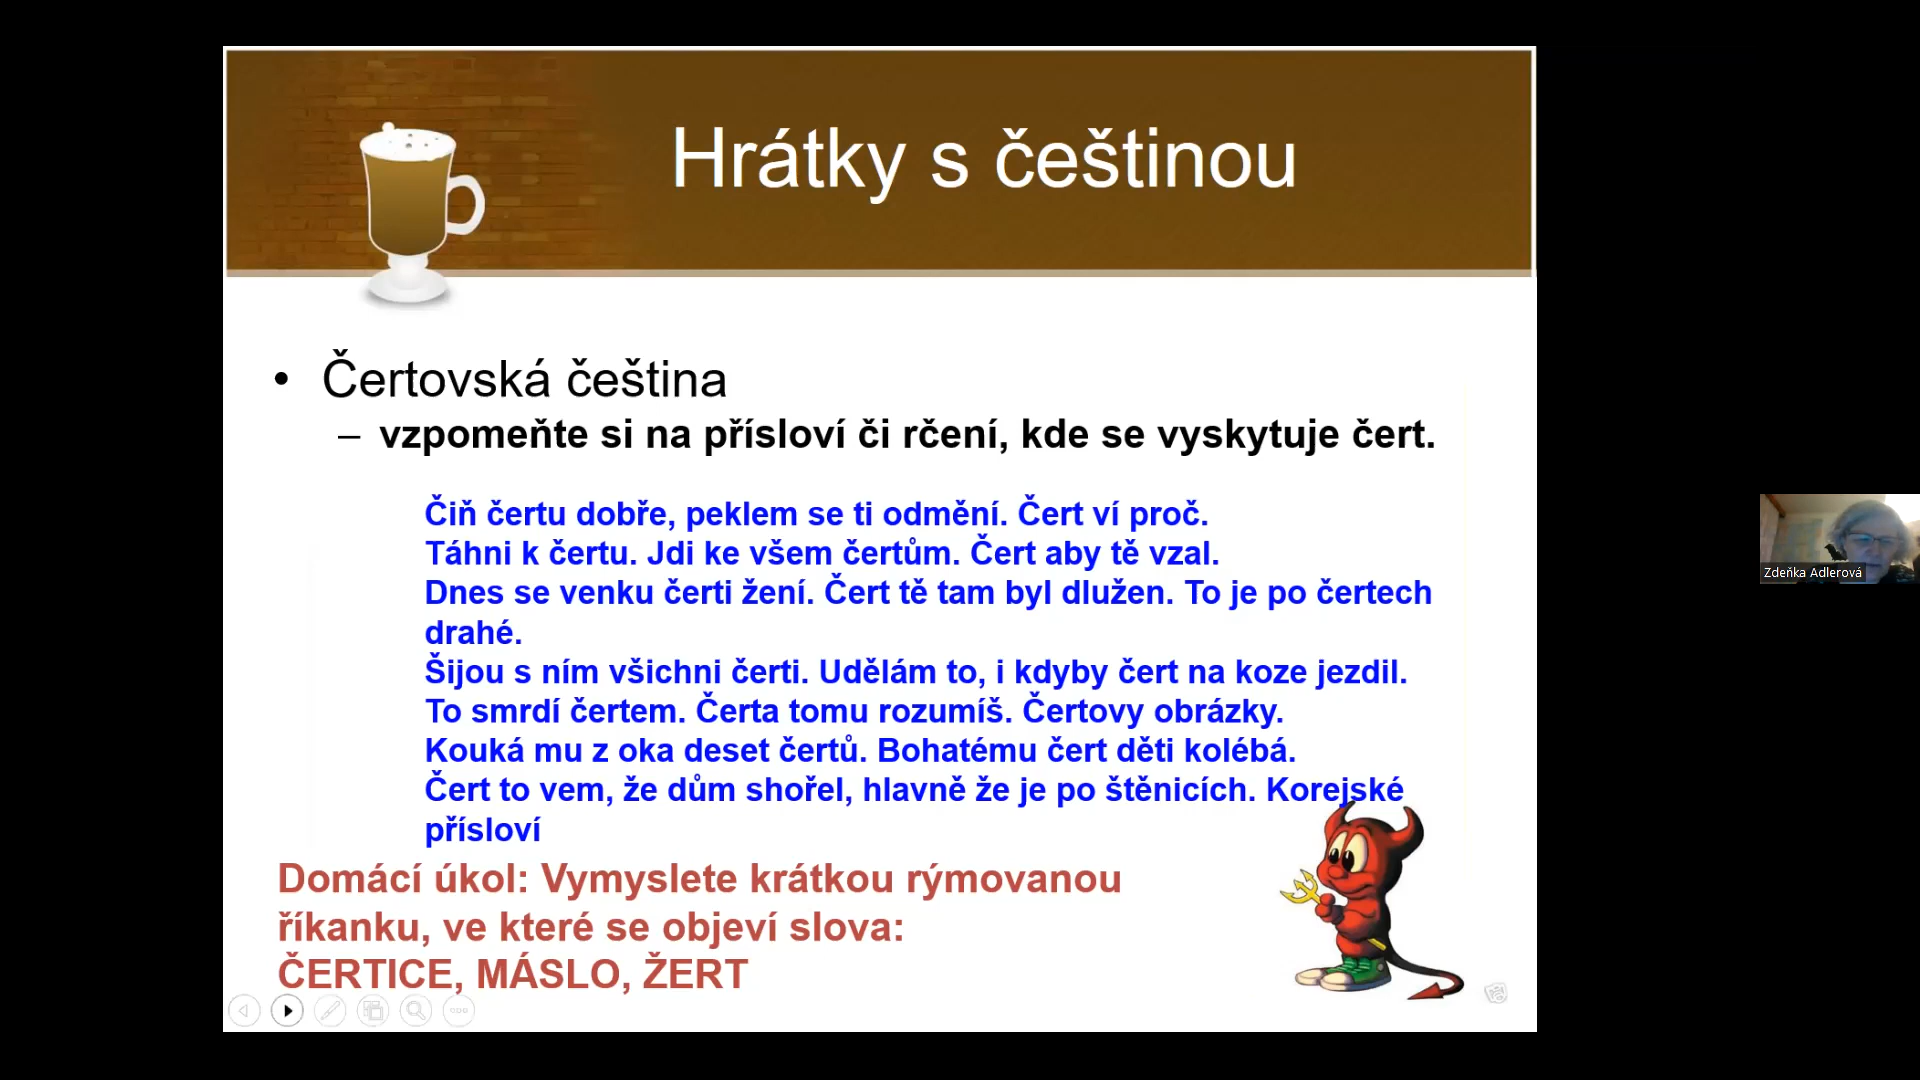 Hrátky s češtinou
• Čertovská čeština
– vzpomeňte si na přísloví či rčení, kde se vyskytuje čert.
Čiň čertu dobře, peklem se ti odmění. Čert ví proč.
Táhni k čertu. Jdi ke všem čertům. Čert aby tě vzal.
Dnes se venku čerti žení. Čert tě tam byl dlužen. To je po čertech
drahé.
Šijou s ním všichni čerti. Udělám to, i kdyby čert na koze jezdil.
To smrdí čertem. Čerta tomu rozumíš. Čertovy obrázky.
Kouká mu z oka deset čertů. Bohatému čert děti kolébá.
Čert to vem, že dům shořel, hlavně že je po štěnicích. Korejské
přísloví
Domácí úkol: Vymyslete krátkou rýmovanou
říkanku, ve které se objeví slova:
ČERTICE, MÁSLO, ŽERT
Zdeňka Adlerová